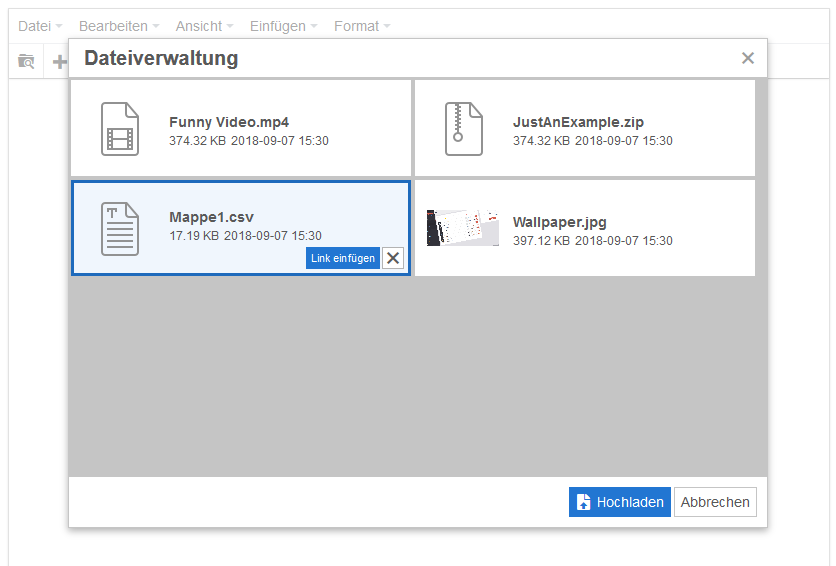 Datei Bearbeiten Ansicht Einfügen Format
Dateiverwaltung
Funny Video.mp4
374.32 KB 2018-09-07 15:30
JustAnExample.zip
374.32 KB 2018-09-07 15:30
Mappe1.csv
17.19 KB 2018-09-07 15:30
Link einfügen
Wallpaper.jpg
397.12 KB 2018-09-07 15:30
Hochladen Abbrechen